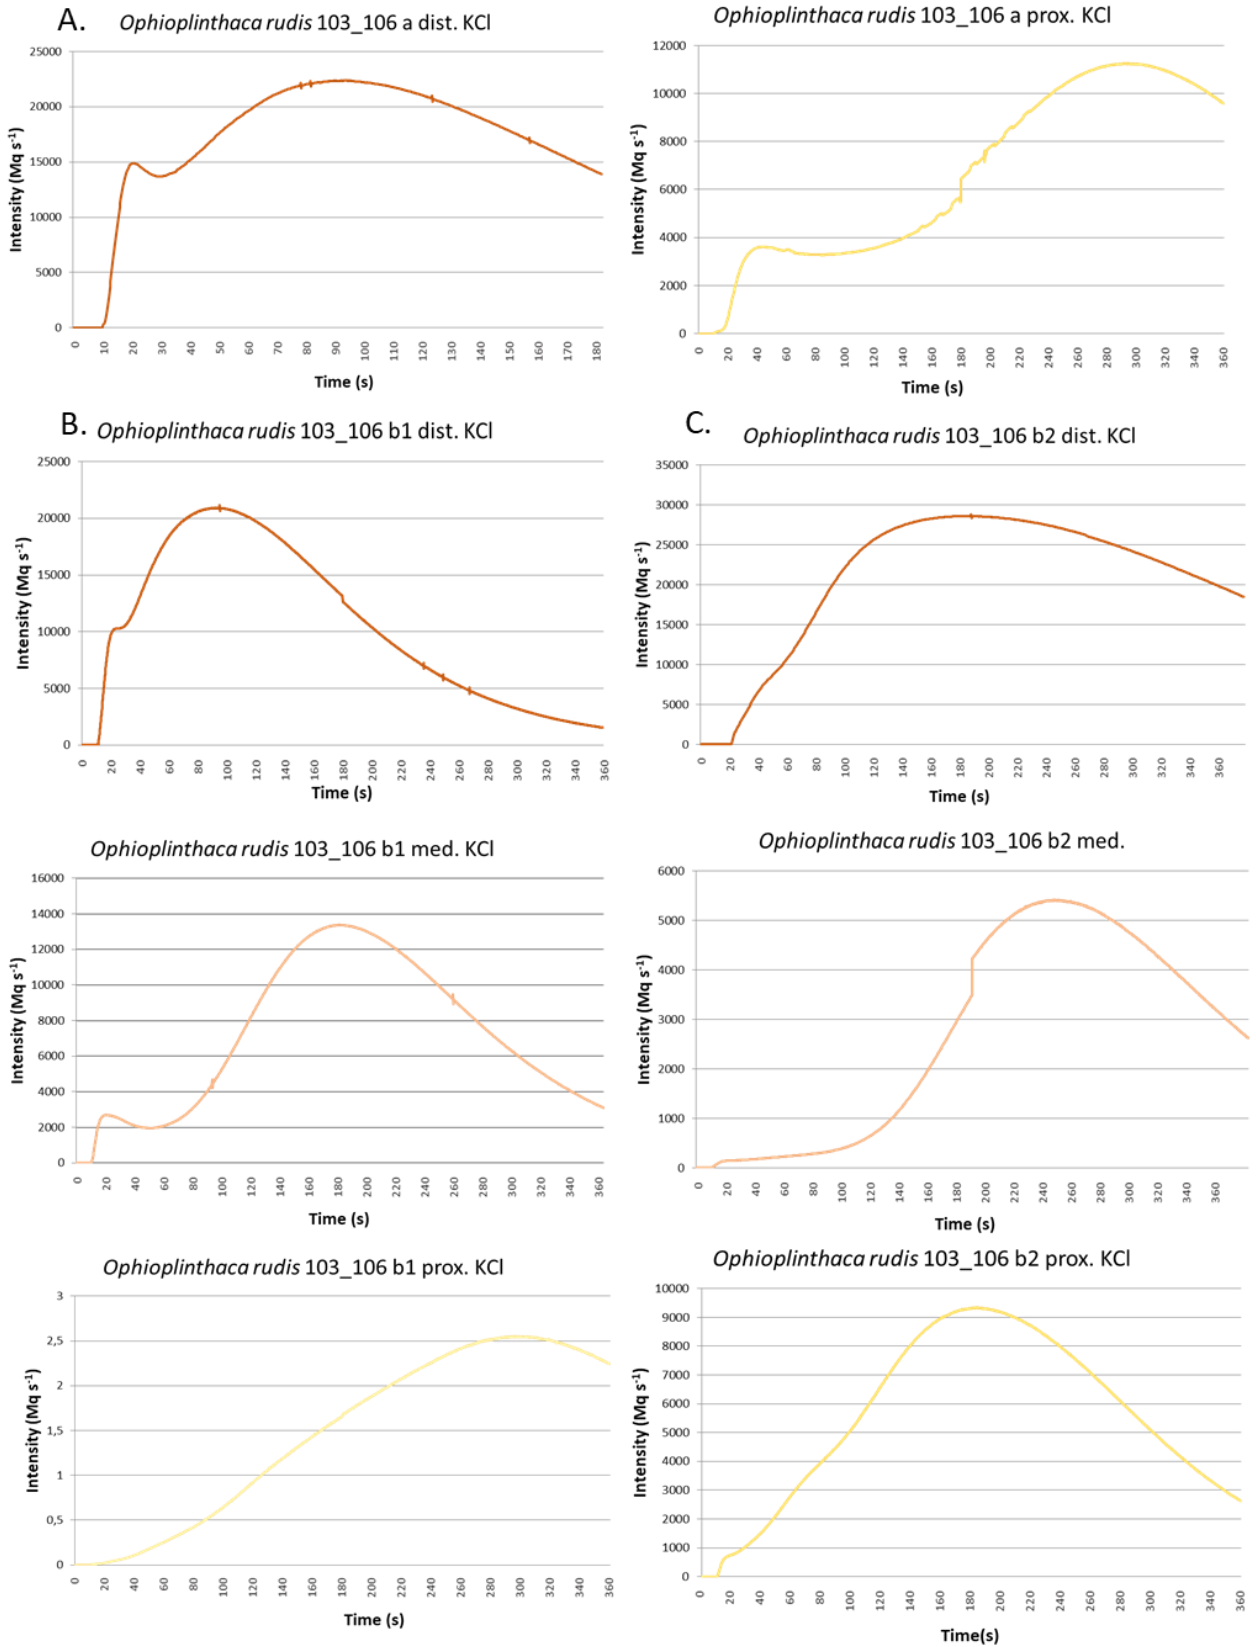 A.
Ophioplinthaca rudis 103_106 a dist. KCl
25000
20000
15000
10000
5000
0
Intensity (Mq s-1)
0 10 20 30 40 50 60 70 80 90 100 110 120 130 140 150 160 170 180
Time (s)
Ophioplinthaca rudis 103_106 a prox. KCl
12000
10000
8000
6000
4000
2000
0
Intensity (Mq s-1)
0 20 40 60 80 100 120 140 160 180 200 220 240 260 280 300 320 340 360
Time (s)
B.
Ophioplinthaca rudis 103_106 b1 dist. KCl
25000
20000
15000
10000
5000
0
Intensity (Mq s-1)
0 20 40 60 80 100 120 140 160 180 200 220 240 260 280 300 320 340 360
Time (s)
C.
Ophioplinthaca rudis 103_106 b2 dist. KCl
35000
30000
25000
20000
15000
10000
5000
0
Intensity (Mq s-1)
0 20 40 60 80 100 120 140 160 180 200 220 240 260 280 300 320 340 360
Time (s)
Ophioplinthaca rudis 103_106 b1 med. KCl
16000
14000
12000
10000
8000
6000
4000
2000
0
Intensity (Mq s-1)
0 20 40 60 80 100 120 140 160 180 200 220 240 260 280 300 320 340 360
Time (s)
Ophioplinthaca rudis 103_106 b2 med.
6000
5000
4000
3000
2000
1000
0
Intensity (Mq s-1)
0 20 40 60 80 100 120 140 160 180 200 220 240 260 280 300 320 340 360
Time (s)
Ophioplinthaca rudis 103_106 b1 prox. KCl
3
2,5
2
1,5
1
0,5
0
Intensity (Mq s-1)
0 20 40 60 80 100 120 140 160 180 200 220 240 260 280 300 320 340 360
Time (s)
Ophioplinthaca rudis 103_106 b2 prox. KCl
10000
9000
8000
7000
6000
5000
4000
3000
2000
1000
0
Intensity (Mq s-1)
0 20 40 60 80 100 120 140 160 180 200 220 240 260 280 300 320 340 360
Time(s)